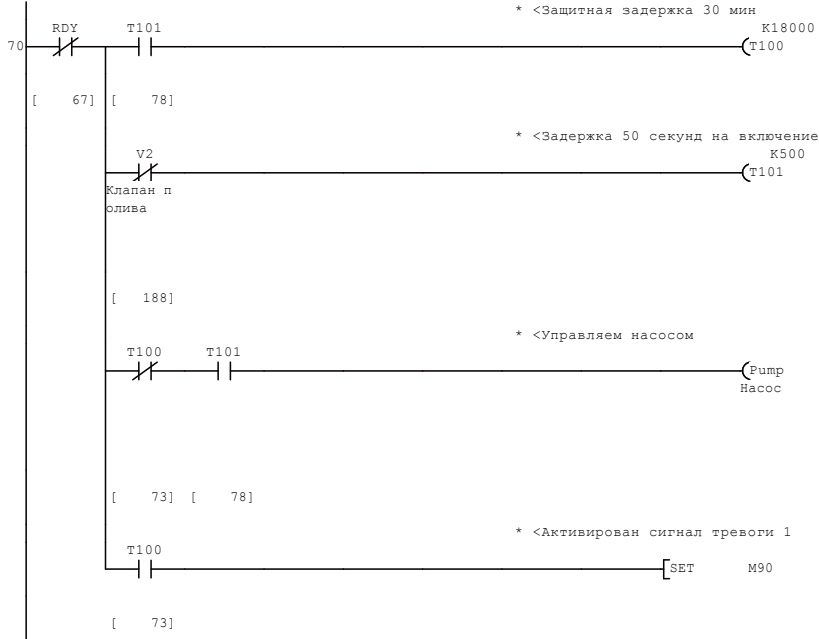 * <Защитная задержка 30 мин
RDY T101 K18000
70 T100
[ 67] [ 78]
* <Задержка 50 секунд на включение
V2 K500
T101
Клапан п
олива
[ 188]
* <Управляем насосом
T100 T101
Pump
Насос
[ 73] [ 78]
* <Активирован сигнал тревоги 1
T100
SET M90
[ 73]